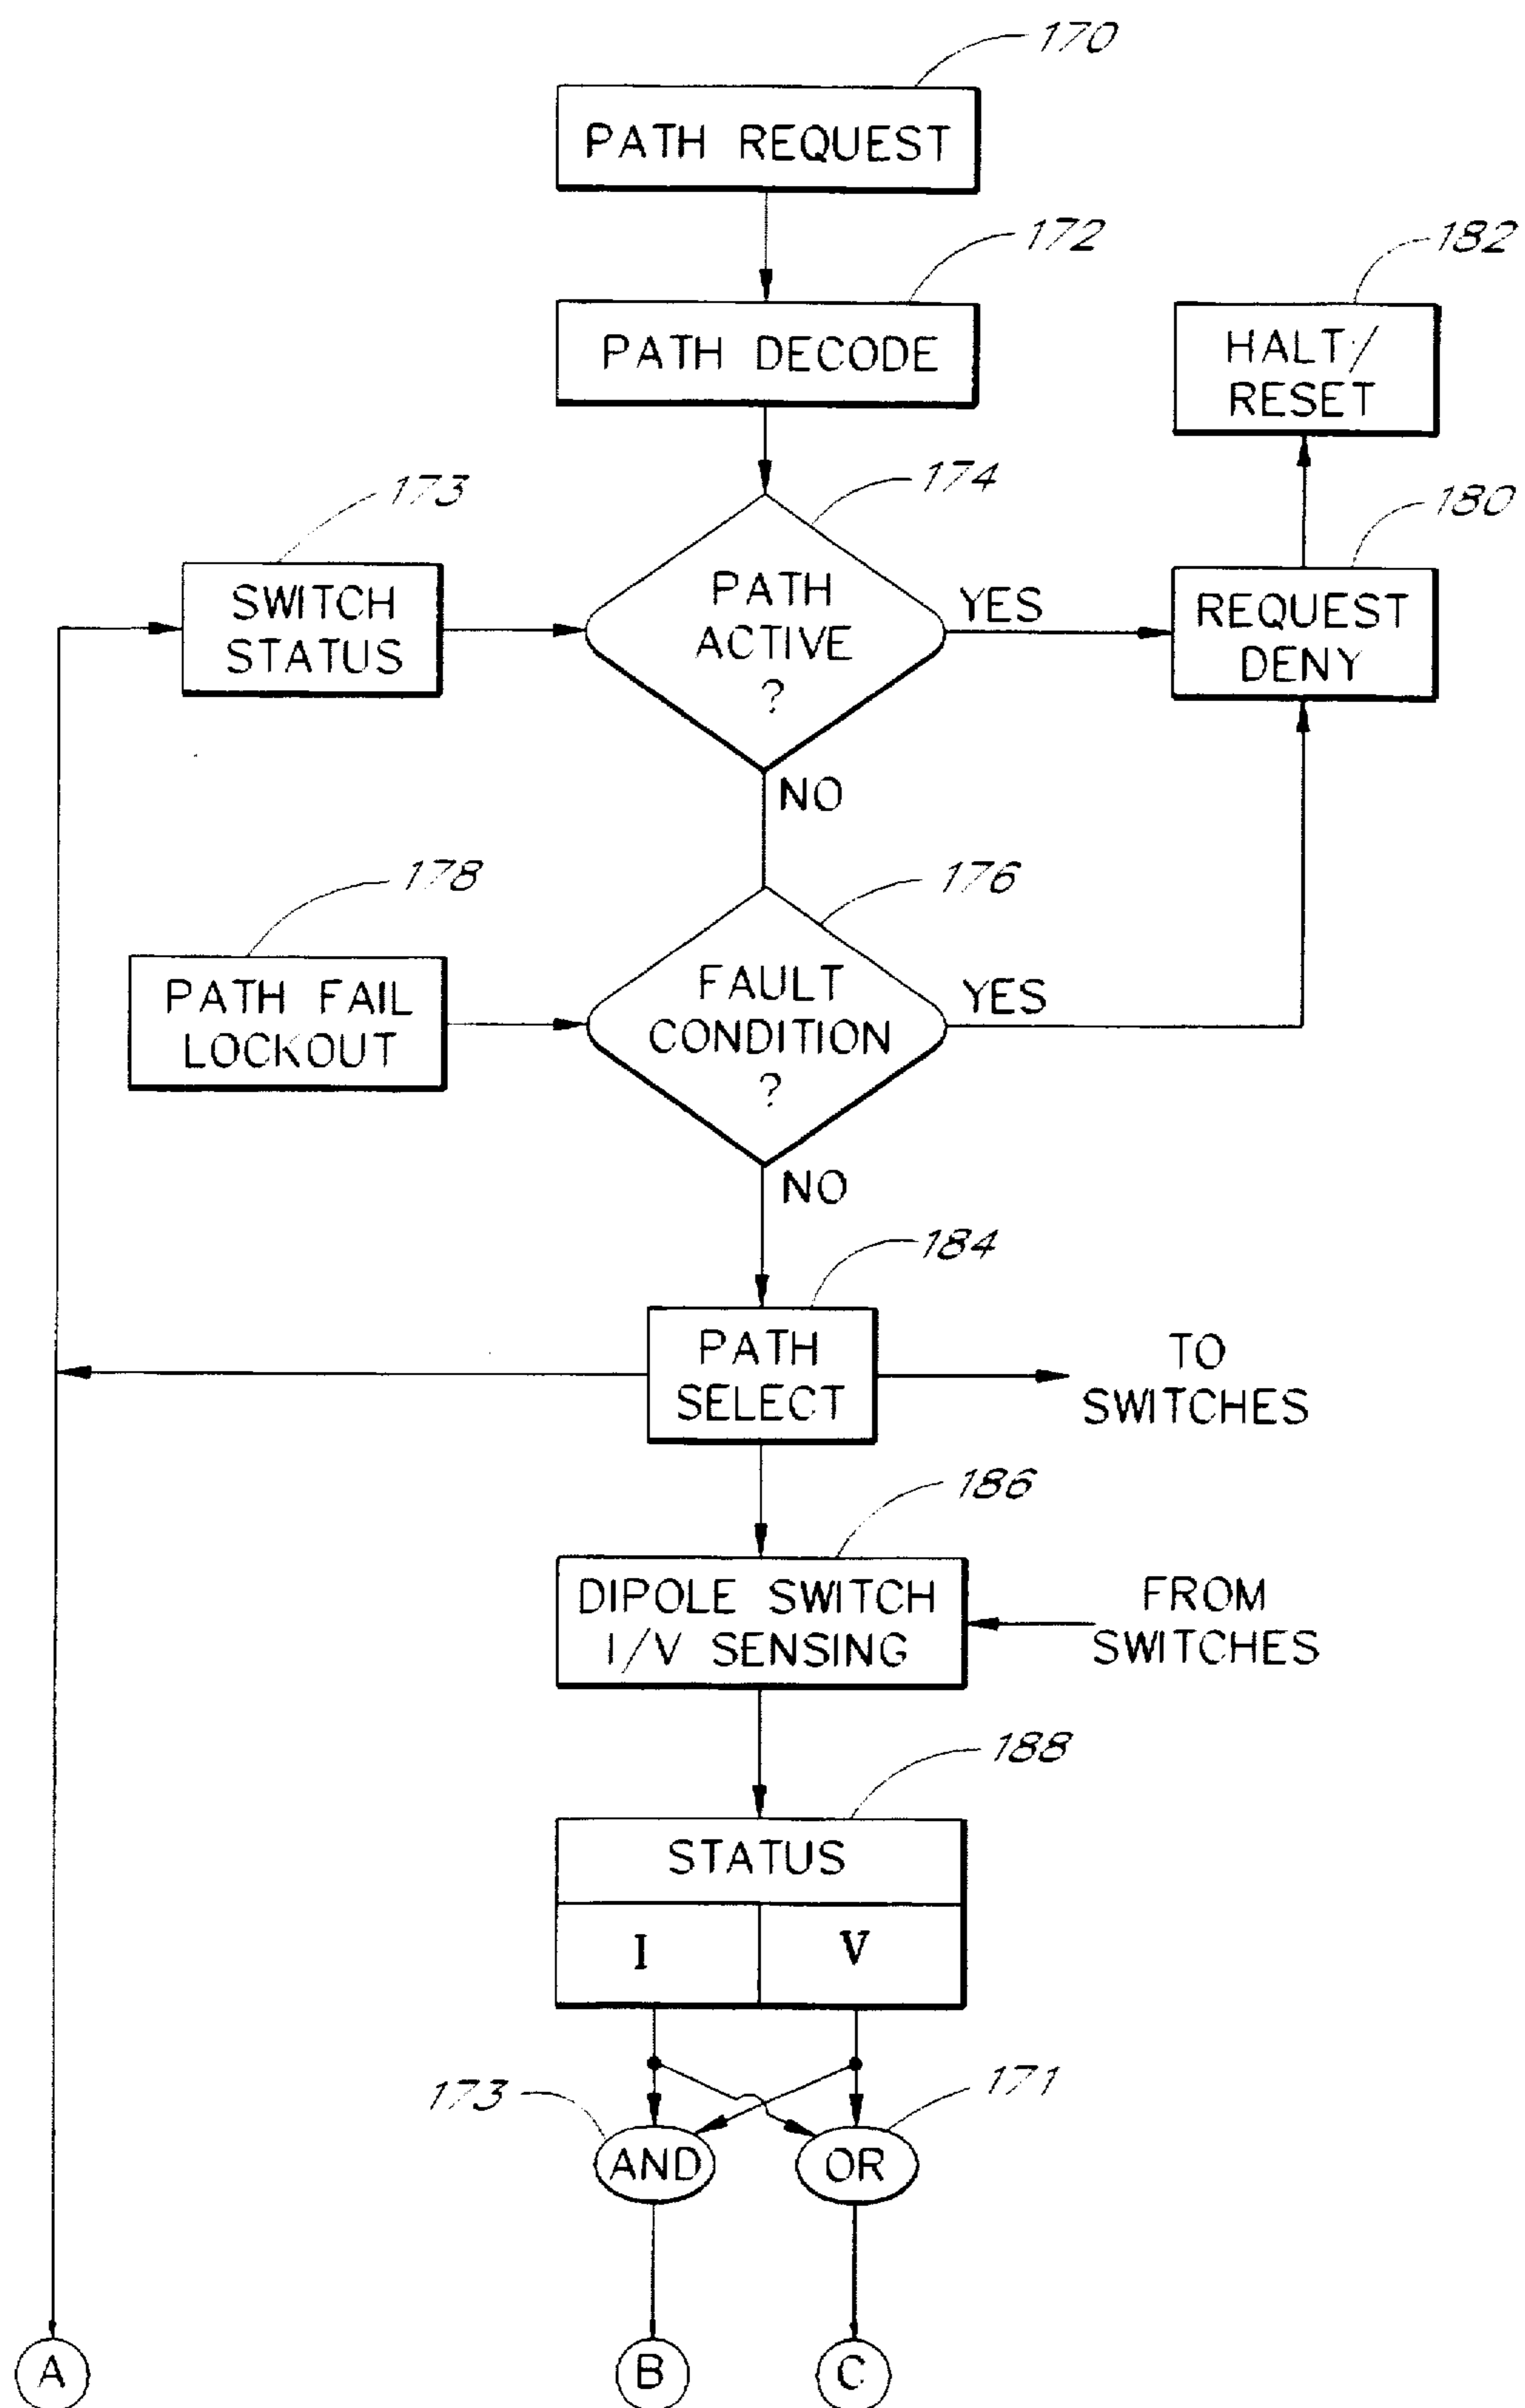 170
PATH REQUEST
172
PATH DECODE
182
HALT/
RESET
173
SWITCH
STATUS
174
PATH
ACTIVE
?
YES
180
REQUEST
DENY
NO
178
PATH FAIL
LOCKOUT
176
FAULT
CONDITION
?
YES
NO
184
PATH
SELECT
TO
SWITCHES
186
DIPOLE SWITCH
I/V SENSING
FROM
SWITCHES
188
STATUS
I
V
173
AND
171
OR
A
B
C